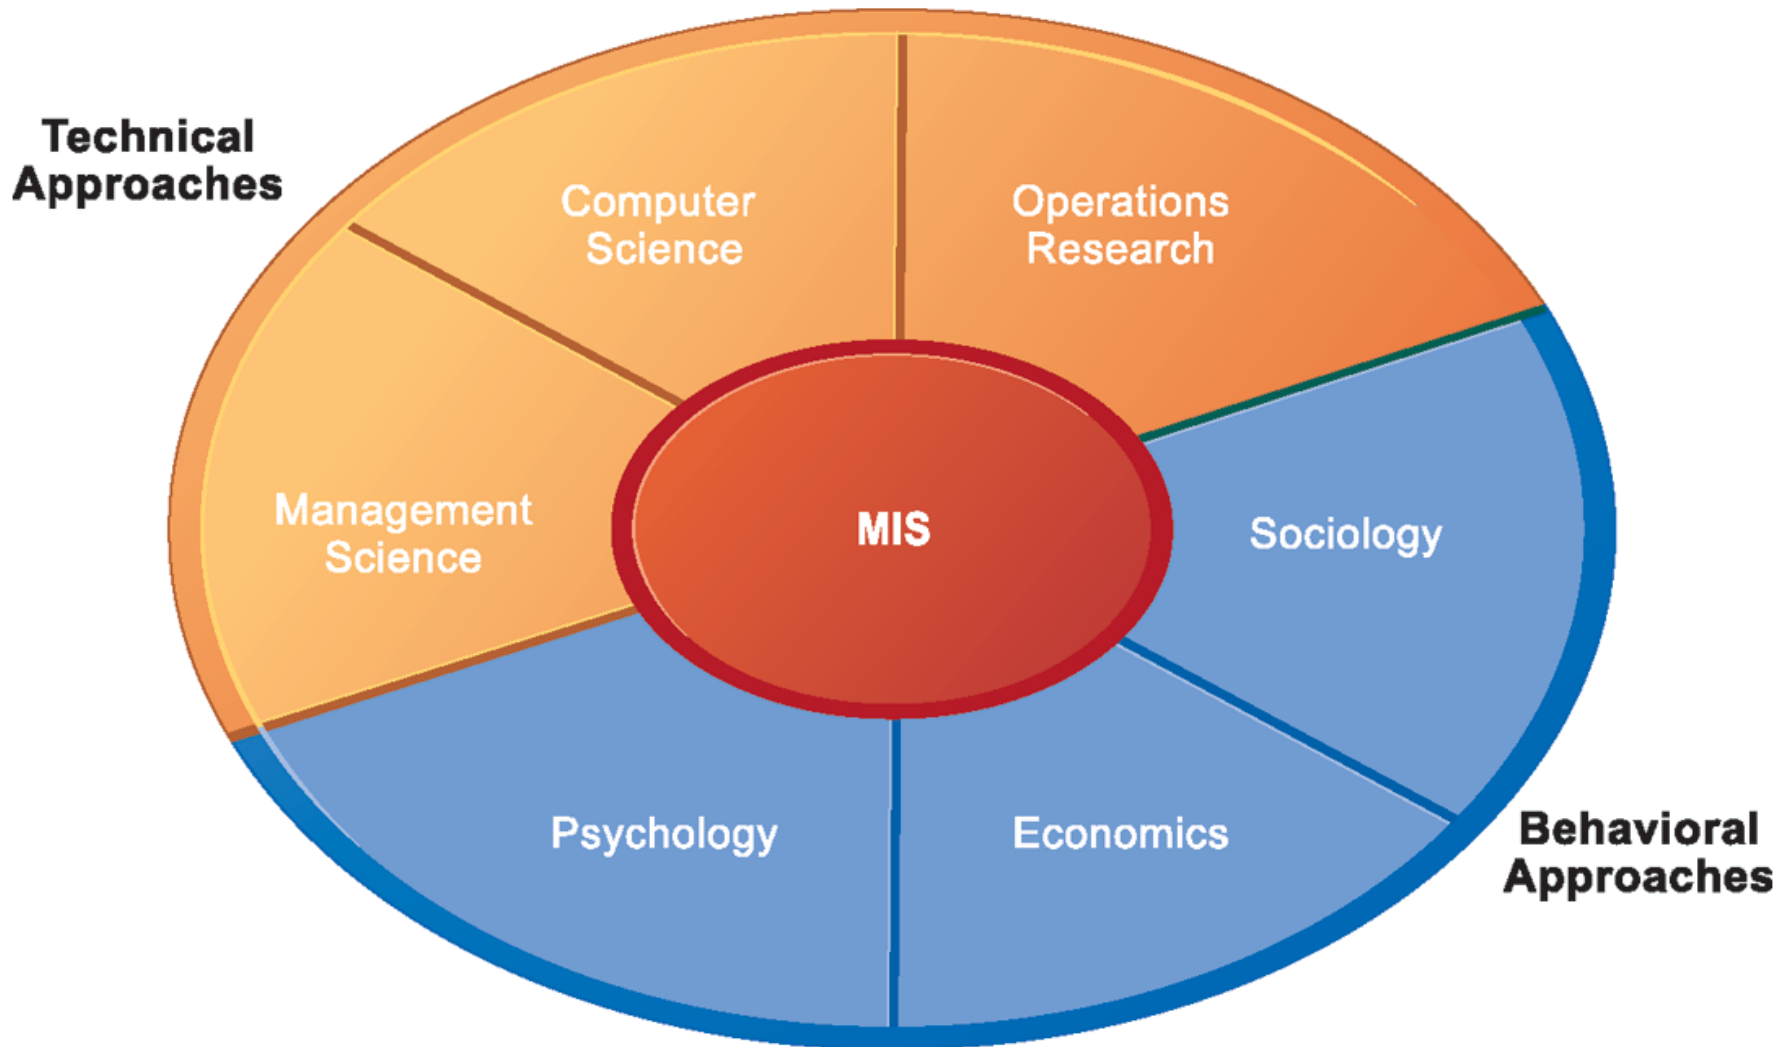 Technical
Approaches
Computer
Science
Operations
Research
Management
Science
MIS
Sociology
Psychology
Economics
Behavioral
Approaches